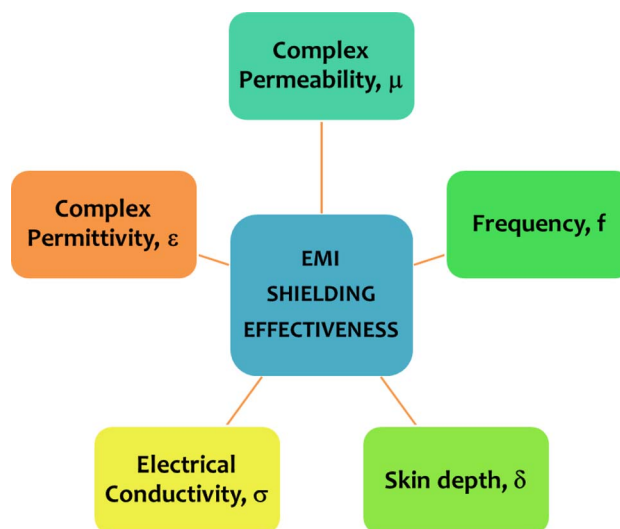 Complex
Permeability, μ
Complex
Permittivity, ε
Frequency, f
EMI
SHIELDING
EFFECTIVENESS
Electrical
Conductivity, σ
Skin depth, δ